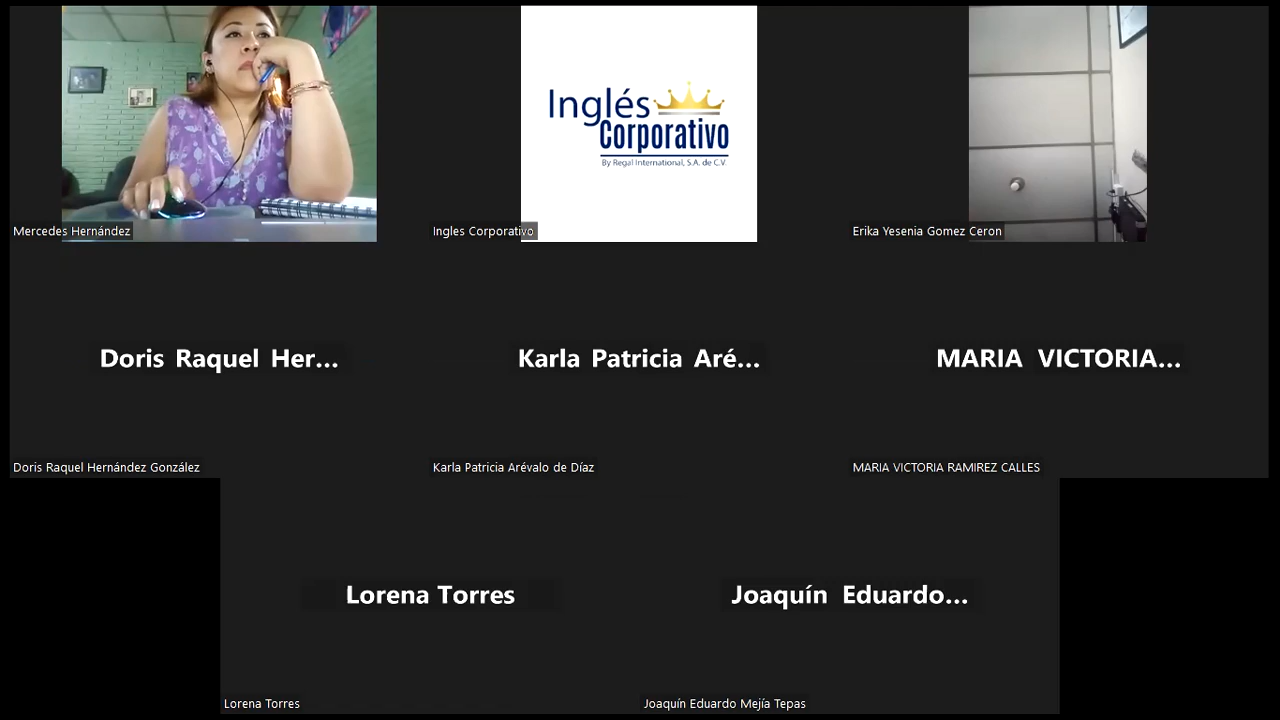 Inglés
Corporativo
By Regal International, S.A. de C.V.
Mercedes Hernández
Ingles Corporativo
Erika Yesenia Gomez Ceron
Doris Raquel Her...
Karla Patricia Aré...
MARIA VICTORIA...
Doris Raquel Hernández González
Karla Patricia Arévalo de Díaz
MARIA VICTORIA RAMIREZ CALLES
Lorena Torres
Joaquín Eduardo...
Lorena Torres
Joaquín Eduardo Mejía Tepas